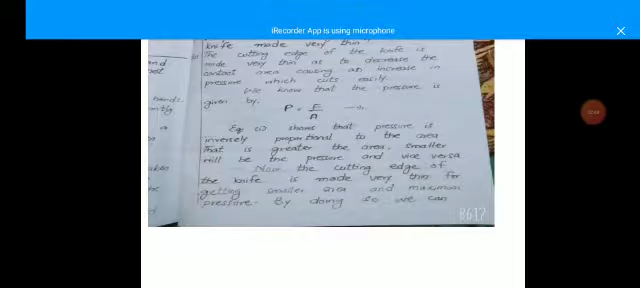 iRecorder App is using microphone
knife made very thin?
The cutting edge of the knife is
made very thin as to decrease the
contact area causing an increase in
pressure which cuts easily.
We know that the pressure is
given by.
P = F/A
Eq (i) shows that pressure is
inversely proportional to the area
That is greater the area, smaller
will be the pressure and vice versa
Now the cutting edge of
the knife is made very thin for
getting smaller area and maximum
pressure. By doing so we can